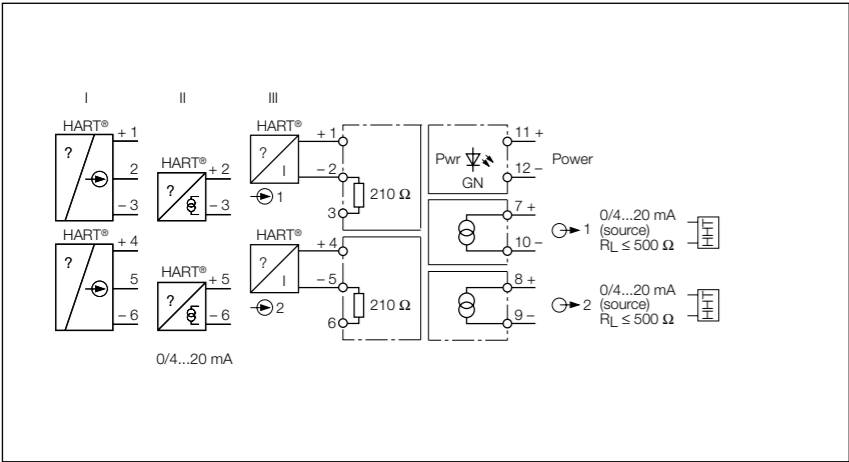 I II III
HART®
?
+ 1
2
– 3
HART®
?
+ 2
– 3
HART®
?
I
+ 1
– 2
1
3
210 Ω
HART®
?
+ 4
5
– 6
HART®
?
+ 5
– 6
HART®
?
I
+ 4
– 5
2
6
210 Ω
0/4...20 mA
Pwr
GN
11 +
12 –
Power
7 +
10 –
1
0/4...20 mA
(source)
RL ≤ 500 Ω
HHT
8 +
9 –
2
0/4...20 mA
(source)
RL ≤ 500 Ω
HHT